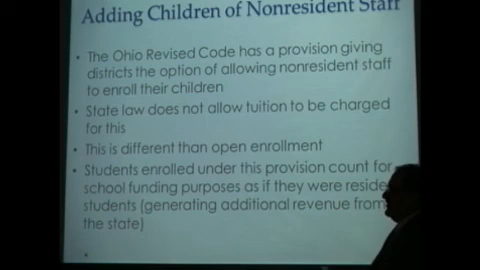 Adding Children of Nonresident Staff
• The Ohio Revised Code has a provision giving
districts the option of allowing nonresident staff
to enroll their children
• State law does not allow tuition to be charged
for this
• This is different than open enrollment
• Students enrolled under this provision count for
school funding purposes as if they were reside
students (generating additional revenue from
the state)